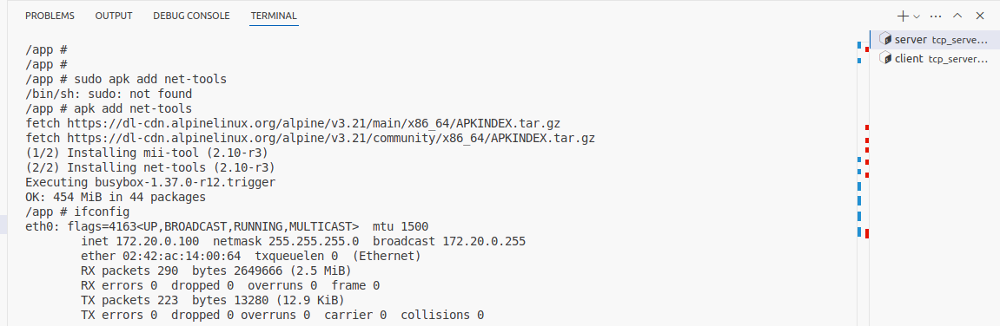 PROBLEMS OUTPUT DEBUG CONSOLE TERMINAL
server tcp_serve...
client tcp_server...
/app #
/app #
/app # sudo apk add net-tools
/bin/sh: sudo: not found
/app # apk add net-tools
fetch https://dl-cdn.alpinelinux.org/alpine/v3.21/main/x86_64/APKINDEX.tar.gz
fetch https://dl-cdn.alpinelinux.org/alpine/v3.21/community/x86_64/APKINDEX.tar.gz
(1/2) Installing mii-tool (2.10-r3)
(2/2) Installing net-tools (2.10-r3)
Executing busybox-1.37.0-r12.trigger
OK: 454 MiB in 44 packages
/app # ifconfig
eth0: flags=4163<UP,BROADCAST,RUNNING,MULTICAST>  mtu 1500
        inet 172.20.0.100  netmask 255.255.255.0  broadcast 172.20.0.255
        ether 02:42:ac:14:00:64  txqueuelen 0  (Ethernet)
        RX packets 290  bytes 2649666 (2.5 MiB)
        RX errors 0  dropped 0  overruns 0  frame 0
        TX packets 223  bytes 13280 (12.9 KiB)
        TX errors 0  dropped 0 overruns 0  carrier 0  collisions 0